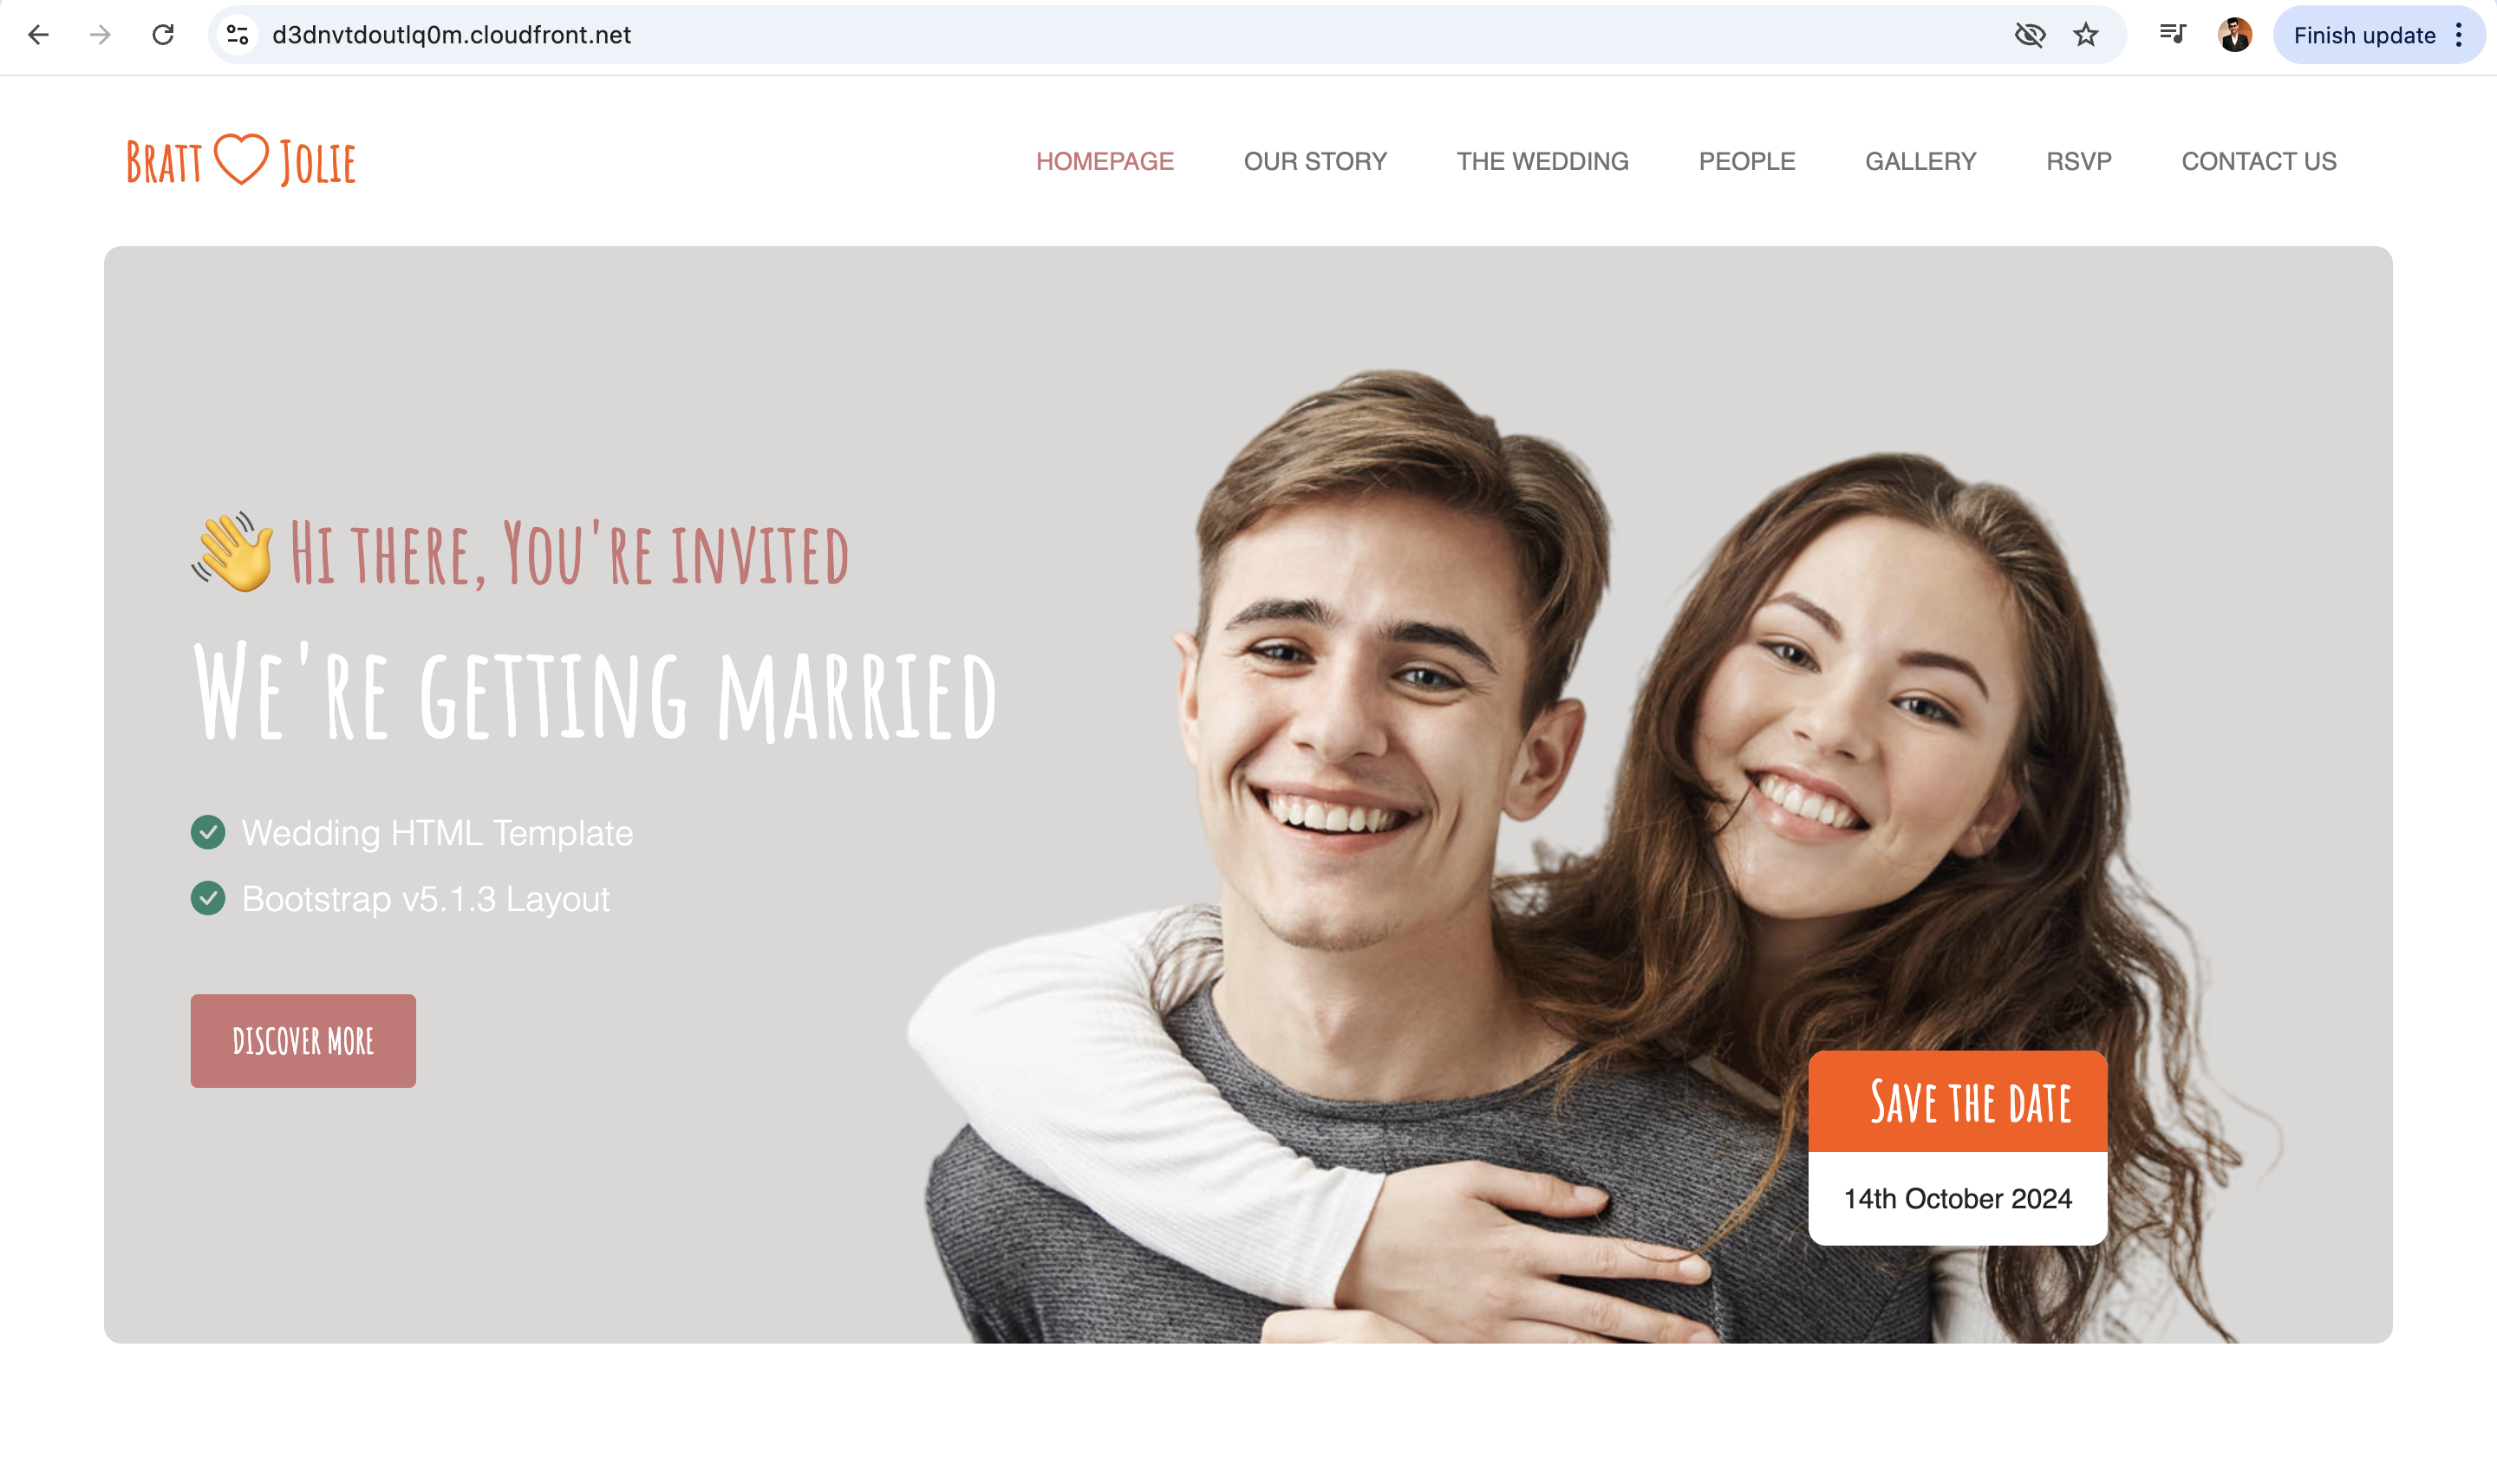 d3dnvtdoutlq0m.cloudfront.net
Finish update
Bratt Jolie
HOMEPAGE OUR STORY THE WEDDING PEOPLE GALLERY RSVP CONTACT US
👋 Hi there, You're invited
We're getting married
Wedding HTML Template
Bootstrap v5.1.3 Layout
DISCOVER MORE
Save the date
14th October 2024